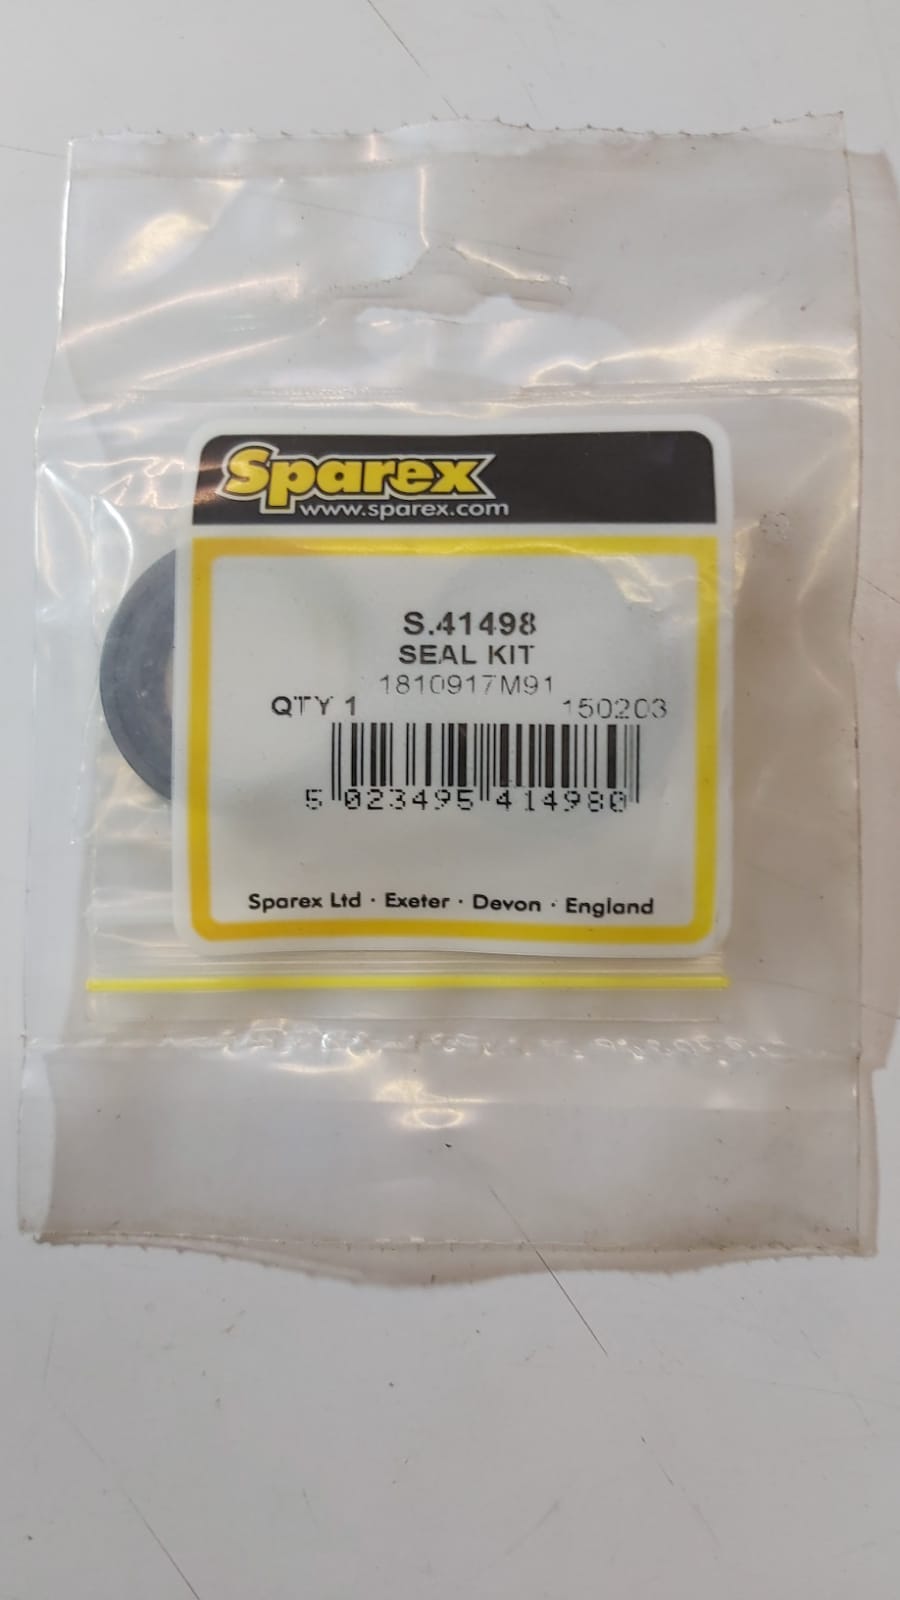 Sparex
www.sparex.com
S.41498
SEAL KIT
1810917M91
QTY 1 150203
5 023495 414980
Sparex Ltd · Exeter · Devon · England